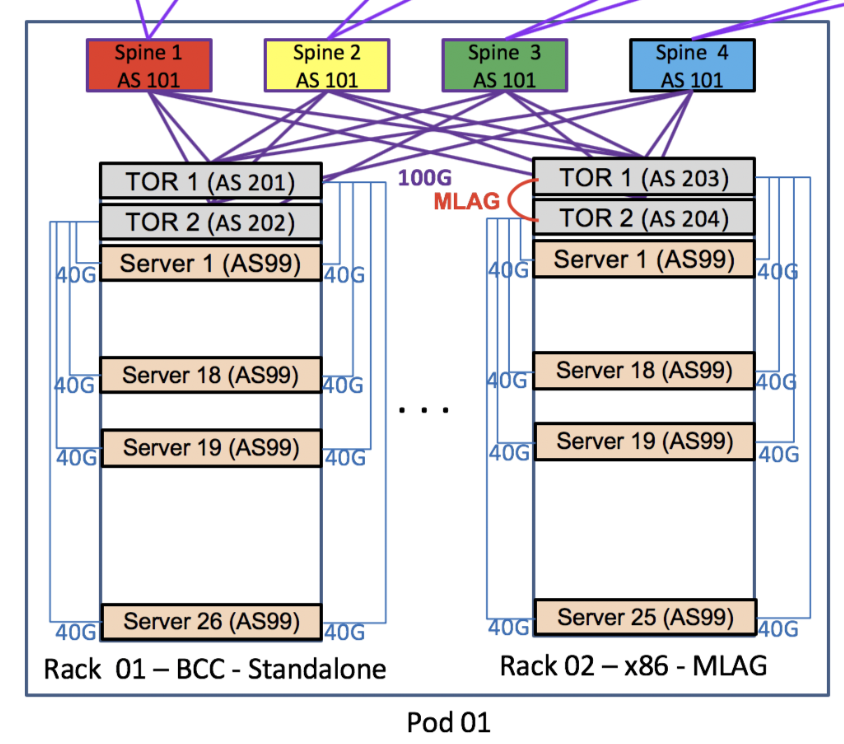 Spine 1
AS 101
Spine 2
AS 101
Spine 3
AS 101
Spine 4
AS 101
100G
MLAG
TOR 1 (AS 201)
TOR 2 (AS 202)
Server 1 (AS99)
40G
40G
Server 18 (AS99)
40G
40G
Server 19 (AS99)
40G
40G
Server 26 (AS99)
40G
40G
Rack 01 – BCC - Standalone
. . .
TOR 1 (AS 203)
TOR 2 (AS 204)
Server 1 (AS99)
40G
40G
Server 18 (AS99)
40G
40G
Server 19 (AS99)
40G
40G
Server 25 (AS99)
40G
40G
Rack 02 – x86 - MLAG
Pod 01